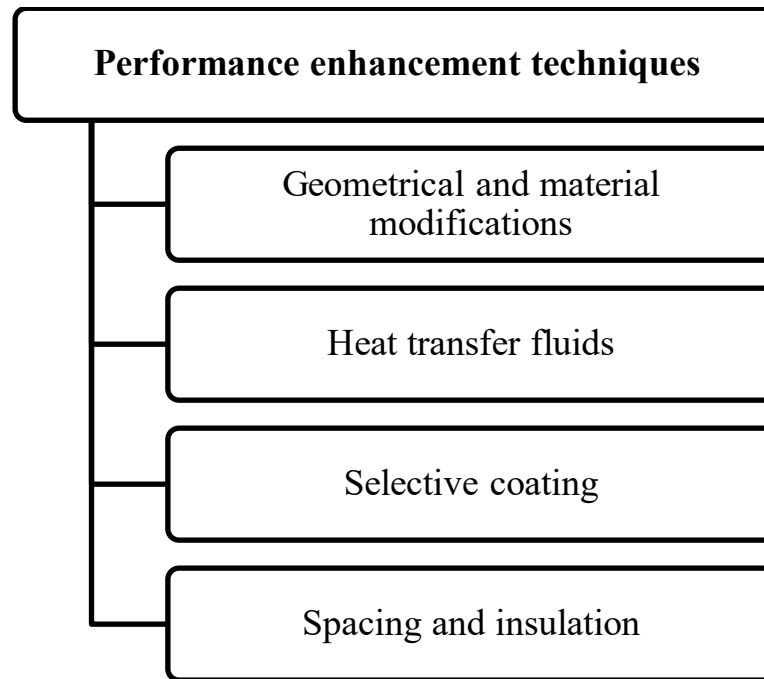 Performance enhancement techniques
Geometrical and material
modifications
Heat transfer fluids
Selective coating
Spacing and insulation